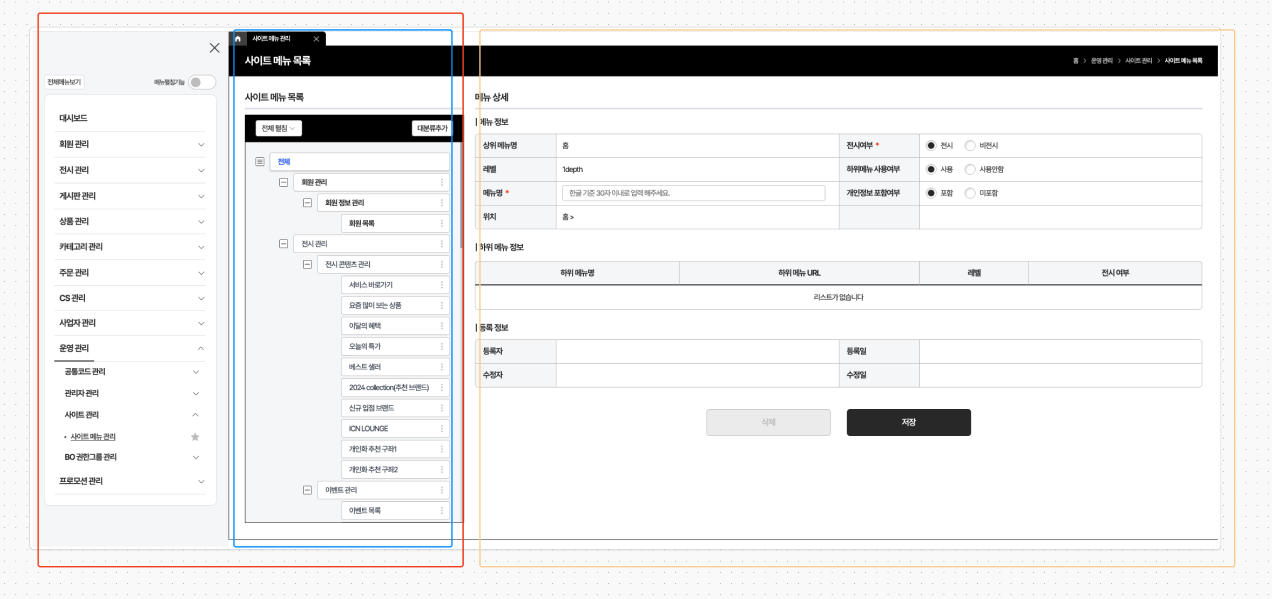 전체메뉴보기
메뉴펼침기능
대시보드
회원 관리
전시 관리
게시판 관리
상품 관리
카테고리 관리
주문 관리
CS 관리
사업자 관리
운영 관리
공통코드 관리
관리자 관리
사이트 관리
• 사이트 메뉴 관리
BO 권한그룹 관리
프로모션 관리
사이트 메뉴 관리
사이트 메뉴 목록
홈 > 운영 관리 > 사이트 관리 > 사이트 메뉴 목록
사이트 메뉴 목록
전체 펼침
대분류추가
전체
회원 관리
회원 정보 관리
회원 목록
전시 관리
전시 콘텐츠 관리
서비스 바로가기
요즘 많이 보는 상품
이달의 혜택
오늘의 특가
베스트 셀러
2024 collection(추천 브랜드)
신규 입점 브랜드
ICN LOUNGE
개인화 추천 구좌1
개인화 추천 구좌2
이벤트 관리
이벤트 목록
메뉴 상세
| 메뉴 정보
상위 메뉴명 홈 전시여부 • 전시 비전시
레벨 1depth 하위메뉴 사용여부 사용 사용안함
메뉴명 • 한글 기준 30자 이내로 입력 해주세요. 개인정보 포함여부 포함 미포함
위치 홈 >
| 하위 메뉴 정보
하위 메뉴명 하위 메뉴 URL 레벨 전시 여부
리스트가 없습니다
| 등록 정보
등록자 등록일
수정자 수정일
삭제 저장